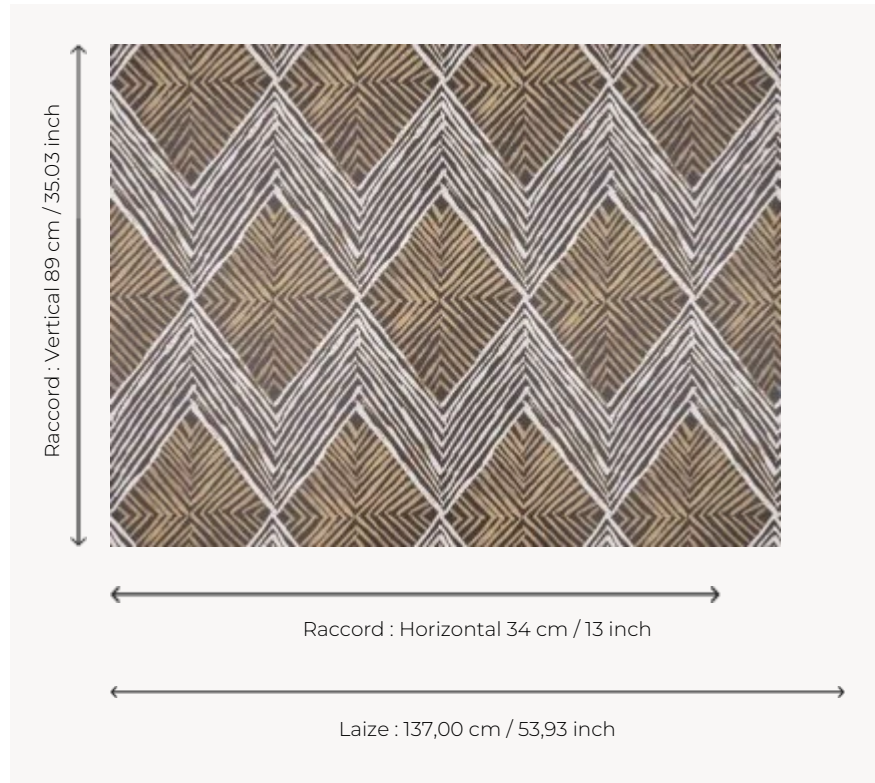 Raccord : Vertical 89 cm / 35.03 inch
Raccord : Horizontal 34 cm / 13 inch
Laize : 137,00 cm / 53,93 inch